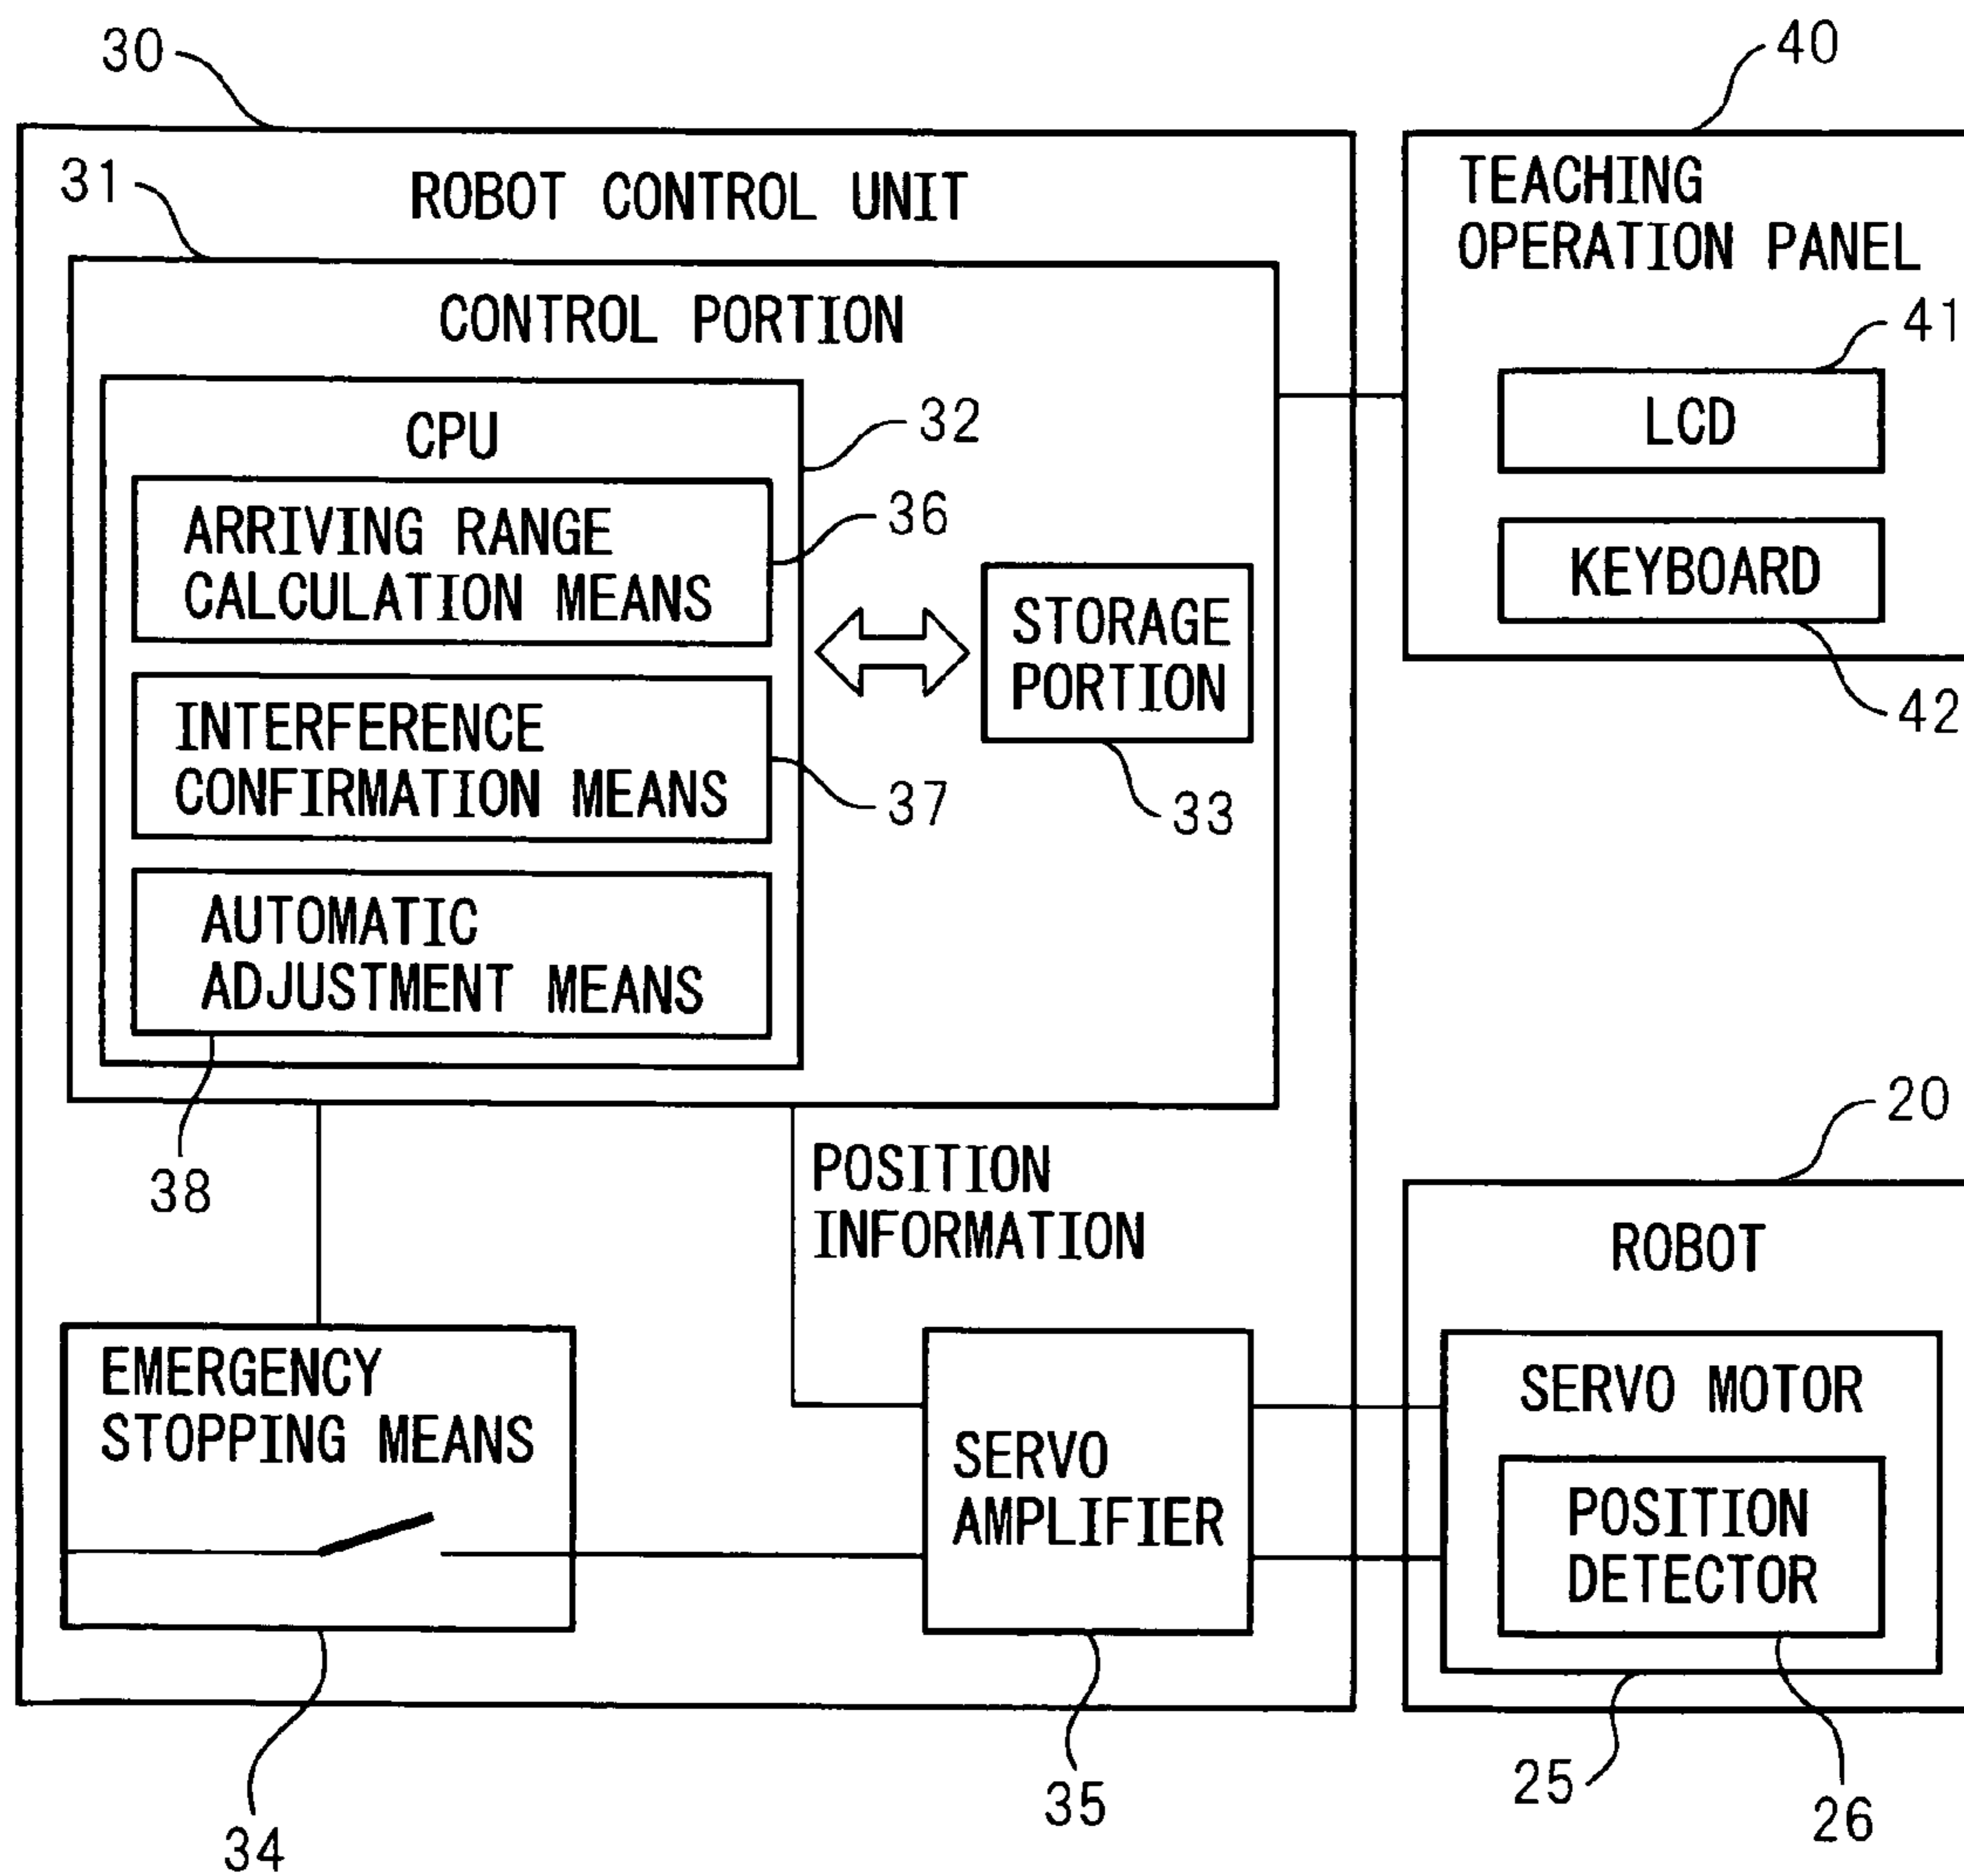 30
40
ROBOT CONTROL UNIT
31
CONTROL PORTION
CPU
32
ARRIVING RANGE
CALCULATION MEANS
36
INTERFERENCE
CONFIRMATION MEANS
37
AUTOMATIC
ADJUSTMENT MEANS
38
STORAGE
PORTION
33
TEACHING
OPERATION PANEL
41
LCD
KEYBOARD
42
POSITION
INFORMATION
EMERGENCY
STOPPING MEANS
34
SERVO
AMPLIFIER
35
20
ROBOT
SERVO MOTOR
POSITION
DETECTOR
25
26